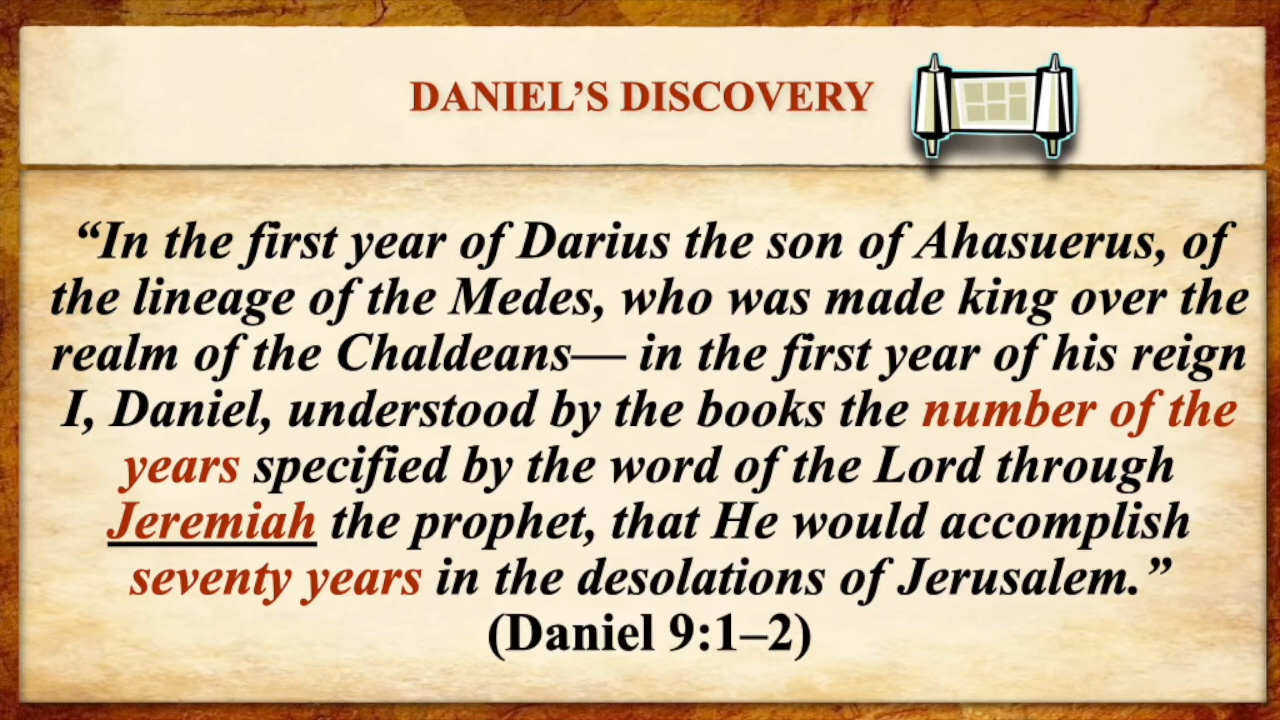 DANIEL’S DISCOVERY
“In the first year of Darius the son of Ahasuerus, of
the lineage of the Medes, who was made king over the
realm of the Chaldeans— in the first year of his reign
I, Daniel, understood by the books the number of the
years specified by the word of the Lord through
Jeremiah the prophet, that He would accomplish
seventy years in the desolations of Jerusalem.”
(Daniel 9:1–2)